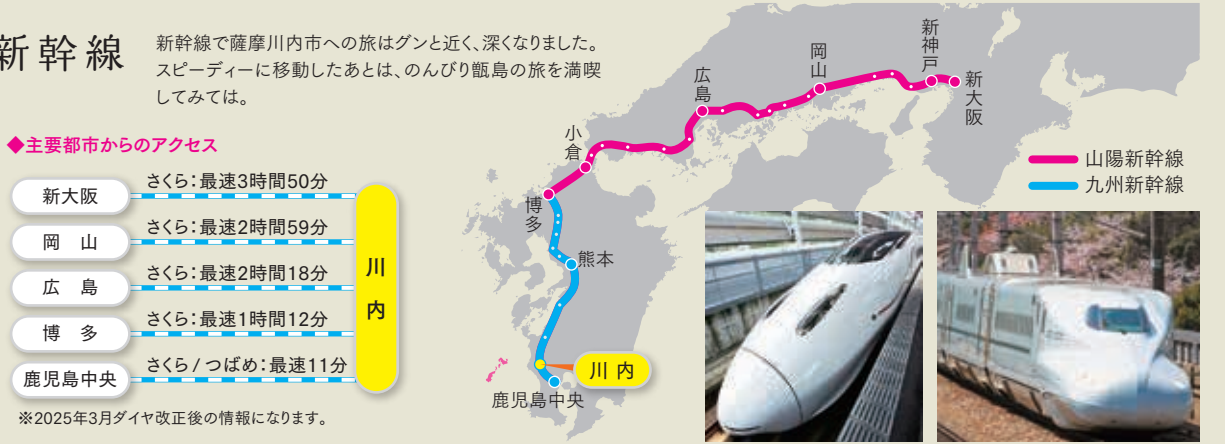 新幹線
新幹線で薩摩川内市への旅はグンと近く、深くなりました。
スピーディーに移動したあとは、のんびり甑島の旅を満喫
してみては。
◆主要都市からのアクセス
新大阪
さくら:最速3時間50分
岡山
さくら:最速2時間59分
広島
さくら:最速2時間18分
博多
さくら:最速1時間12分
鹿児島中央
さくら / つばめ:最速11分
川内
※2025年3月ダイヤ改正後の情報になります。
新神戸
新大阪
岡山
広島
小倉
博多
熊本
川内
鹿児島中央
山陽新幹線
九州新幹線